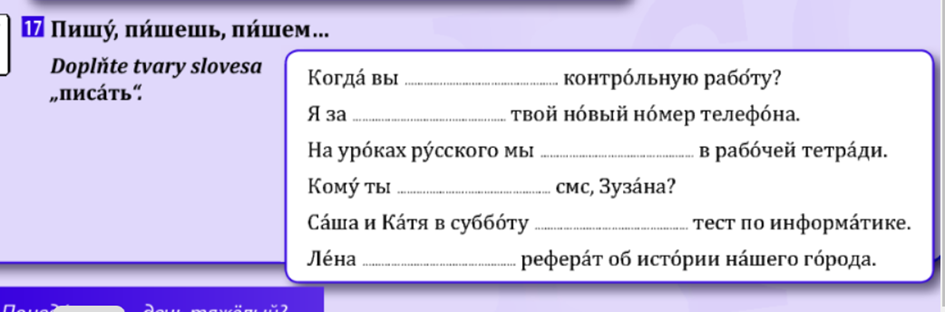 17 Пишу́, пи́шешь, пи́шем...
Doplňte tvary slovesa
„писа́ть“.
Когда́ вы ........................ контро́льную рабо́ту?
Я за ........................ твой но́вый но́мер телефо́на.
На уро́ках ру́сского мы ........................ в рабо́чей тетра́ди.
Кому́ ты ........................ смс, Зуза́на?
Са́ша и Ка́тя в суббо́ту ........................ тест по информа́тике.
Ле́на ........................ рефера́т об исто́рии на́шего го́рода.
день тяжёлый?